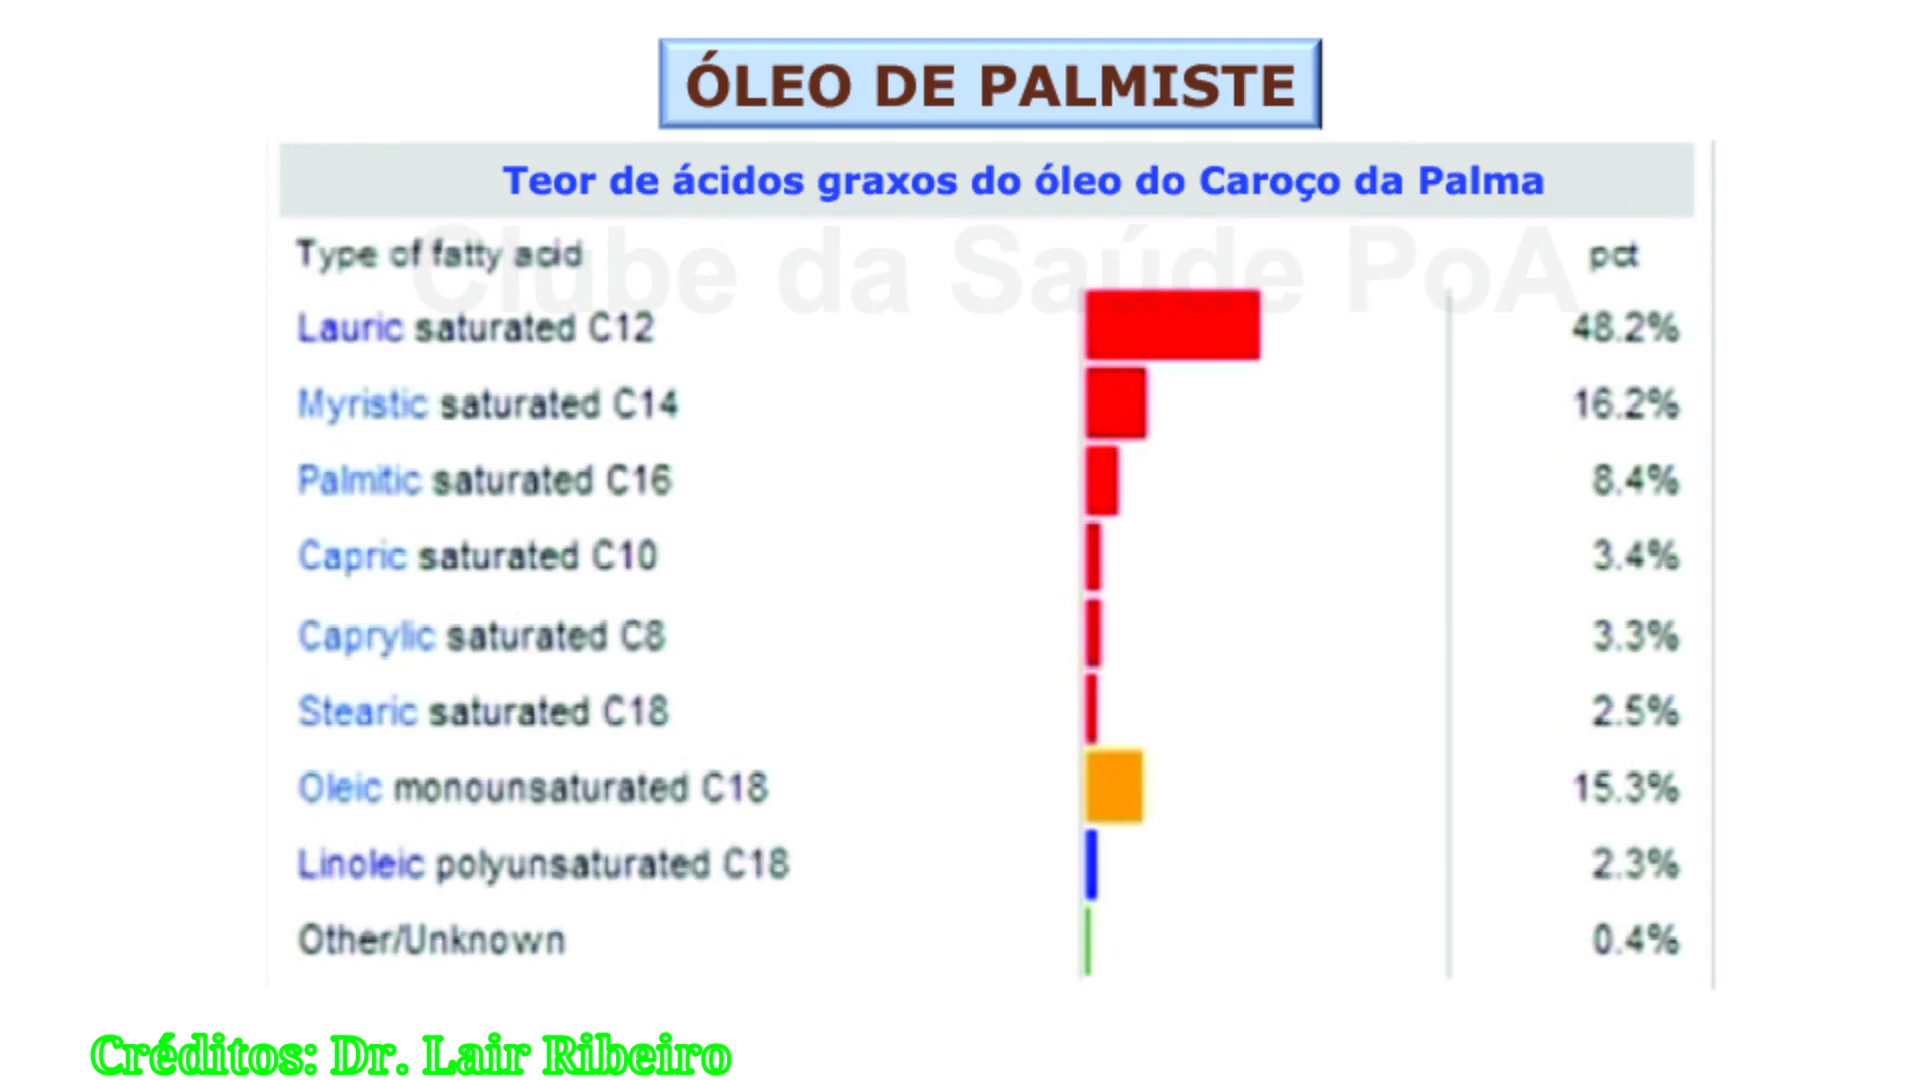 ÓLEO DE PALMISTE
Teor de ácidos graxos do óleo do Caroço da Palma
Clube da Saúde PoA
Type of fatty acid pct
Lauric saturated C12 48.2%
Myristic saturated C14 16.2%
Palmitic saturated C16 8.4%
Capric saturated C10 3.4%
Caprylic saturated C8 3.3%
Stearic saturated C18 2.5%
Oleic monounsaturated C18 15.3%
Linoleic polyunsaturated C18 2.3%
Other/Unknown 0.4%
Créditos: Dr. Lair Ribeiro